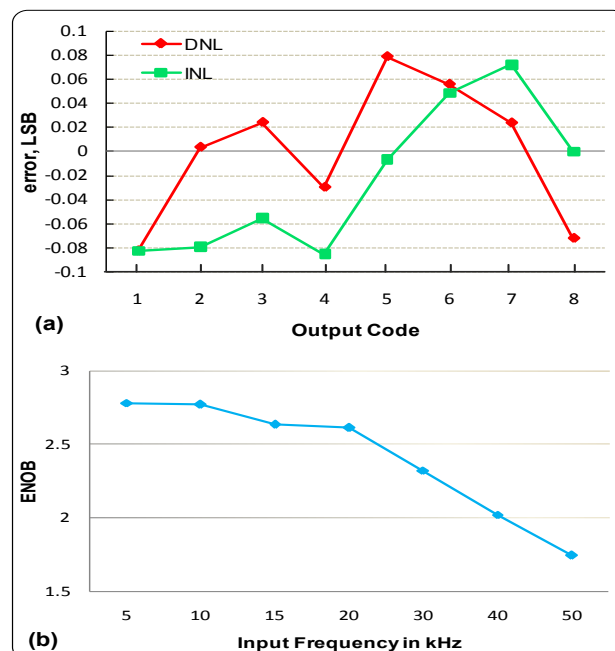 0.1
0.08
0.06
0.04
0.02
0
-0.02
-0.04
-0.06
-0.08
-0.1
error, LSB
DNL
INL
1 2 3 4 5 6 7 8
(a)
Output Code
3
2.5
2
1.5
ENOB
5 10 15 20 30 40 50
(b)
Input Frequency in kHz